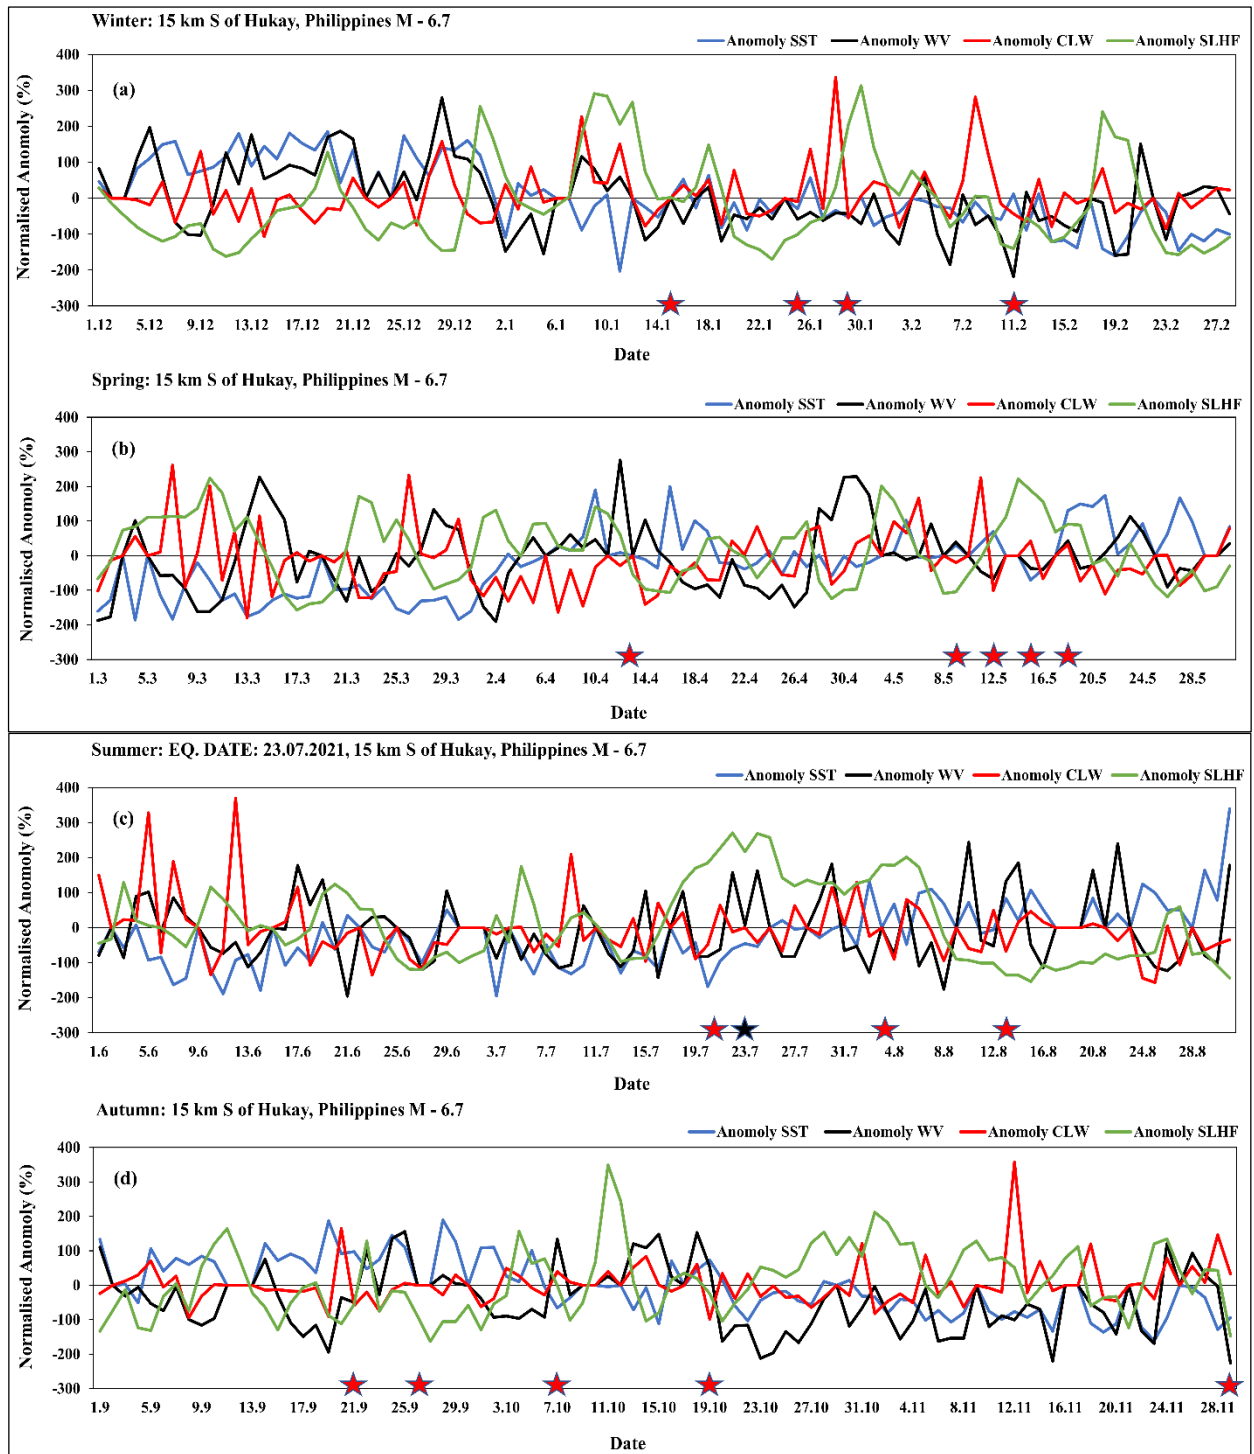 Winter: 15 km S of Hukay, Philippines M - 6.7
Anomoly SST Anomoly WV Anomoly CLW Anomoly SLHF
(a)
Normalised Anomoly (%)
400
300
200
100
0
-100
-200
-300
1.12 5.12 9.12 13.12 17.12 21.12 25.12 29.12 2.1 6.1 10.1 14.1 18.1 22.1 26.1 30.1 3.2 7.2 11.2 15.2 19.2 23.2 27.2
Date
Spring: 15 km S of Hukay, Philippines M - 6.7
Anomoly SST Anomoly WV Anomoly CLW Anomoly SLHF
(b)
Normalised Anomoly (%)
400
300
200
100
0
-100
-200
-300
1.3 5.3 9.3 13.3 17.3 21.3 25.3 29.3 2.4 6.4 10.4 14.4 18.4 22.4 26.4 30.4 4.5 8.5 12.5 16.5 20.5 24.5 28.5
Date
Summer: EQ. DATE: 23.07.2021, 15 km S of Hukay, Philippines M - 6.7
Anomoly SST Anomoly WV Anomoly CLW Anomoly SLHF
(c)
Normalised Anomoly (%)
400
300
200
100
0
-100
-200
-300
1.6 5.6 9.6 13.6 17.6 21.6 25.6 29.6 3.7 7.7 11.7 15.7 19.7 23.7 27.7 31.7 4.8 8.8 12.8 16.8 20.8 24.8 28.8
Date
Autumn: 15 km S of Hukay, Philippines M - 6.7
Anomoly SST Anomoly WV Anomoly CLW Anomoly SLHF
(d)
Normalised Anomoly (%)
400
300
200
100
0
-100
-200
-300
1.9 5.9 9.9 13.9 17.9 21.9 25.9 29.9 3.10 7.10 11.10 15.10 19.10 23.10 27.10 31.10 4.11 8.11 12.11 16.11 20.11 24.11 28.11
Date